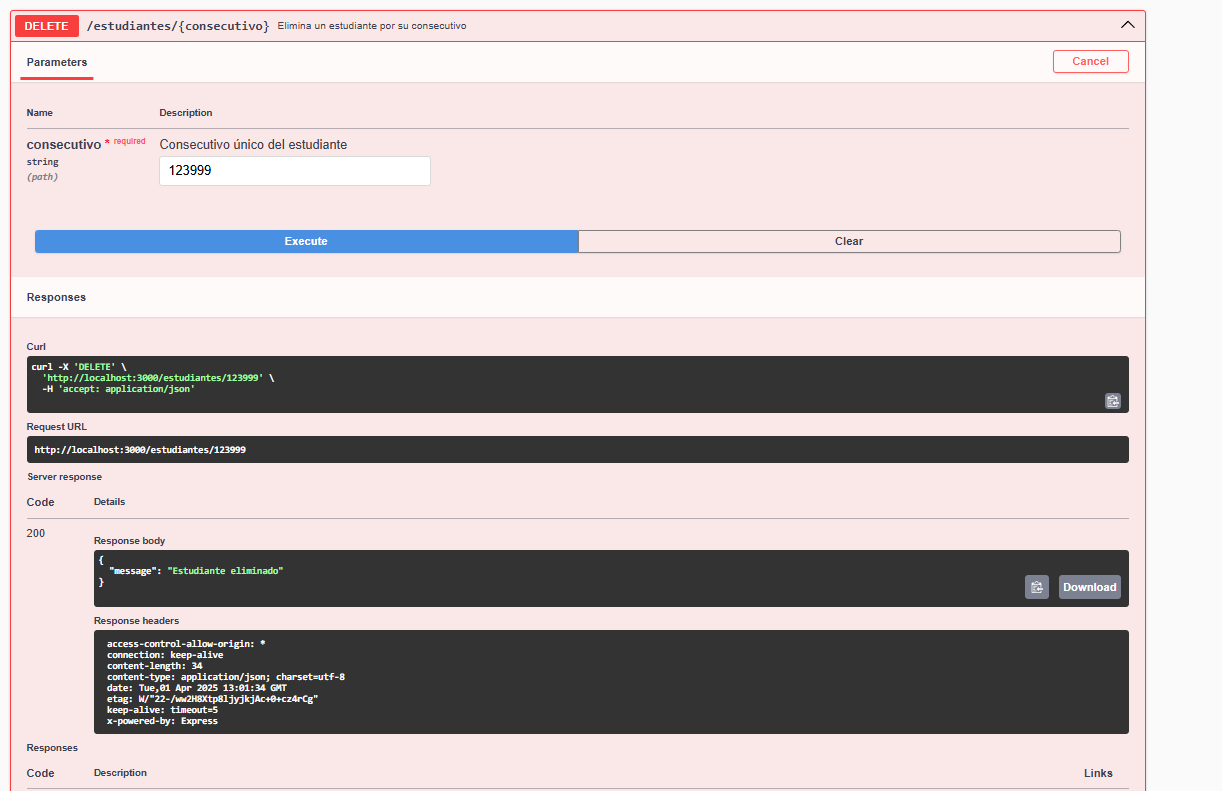 DELETE /estudiantes/{consecutivo} Elimina un estudiante por su consecutivo
Parameters
Cancel
Name Description
consecutivo * required Consecutivo único del estudiante
string
(path)
123999
Execute Clear
Responses
Curl
curl -X 'DELETE' \
'http://localhost:3000/estudiantes/123999' \
-H 'accept: application/json'
Request URL
http://localhost:3000/estudiantes/123999
Server response
Code Details
200
Response body
{
"message": "Estudiante eliminado"
}
Download
Response headers
access-control-allow-origin: *
connection: keep-alive
content-length: 34
content-type: application/json; charset=utf-8
date: Tue,01 Apr 2025 13:01:34 GMT
etag: W/"22-/ww2H8Xtp8ljyjkjAc+0+cz4rCg"
keep-alive: timeout=5
x-powered-by: Express
Responses
Code Description Links